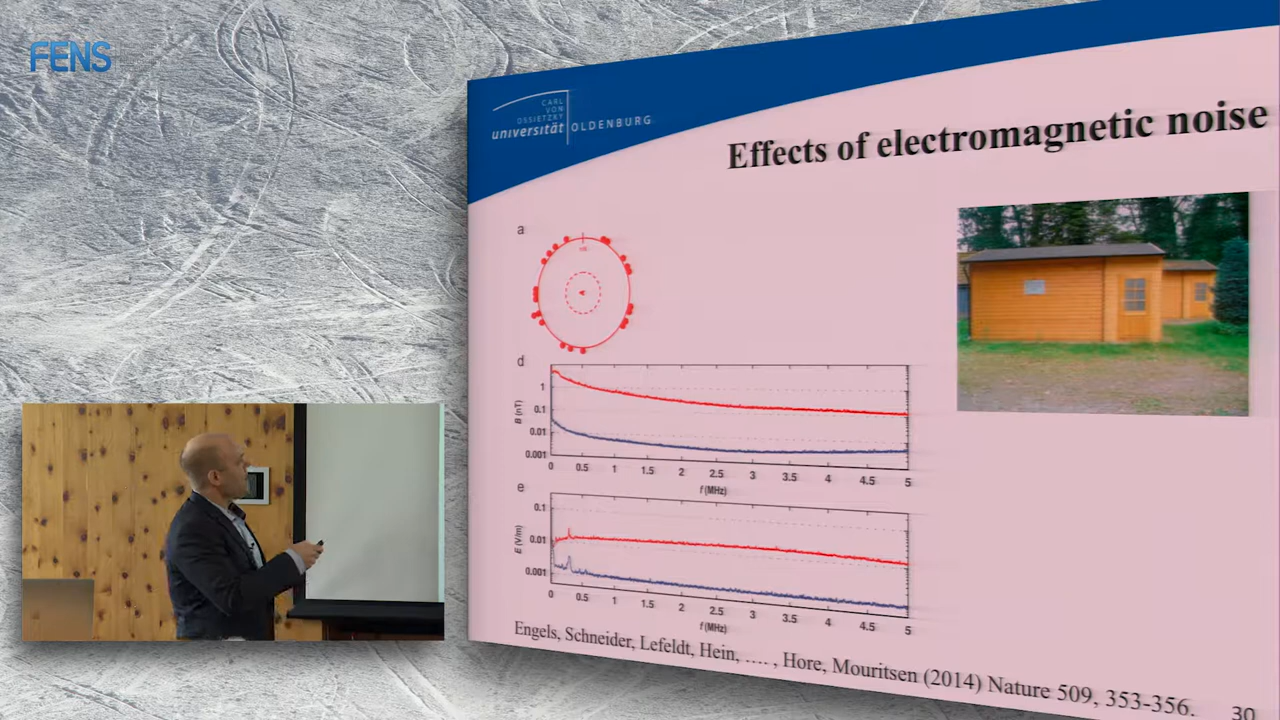 FENS
CARL
VON
OSSIETZKY
universität OLDENBURG
Effects of electromagnetic noise
a
d
B (nT)
1
0.1
0.01
0.001
0 0.5 1 1.5 2 2.5 3 3.5 4 4.5 5
f (MHz)
e
E (V/m)
0.1
0.01
0.001
0 0.5 1 1.5 2 2.5 3 3.5 4 4.5 5
f (MHz)
Engels, Schneider, Lefeldt, Hein, .... , Hore, Mouritsen (2014) Nature 509, 353-356.
30